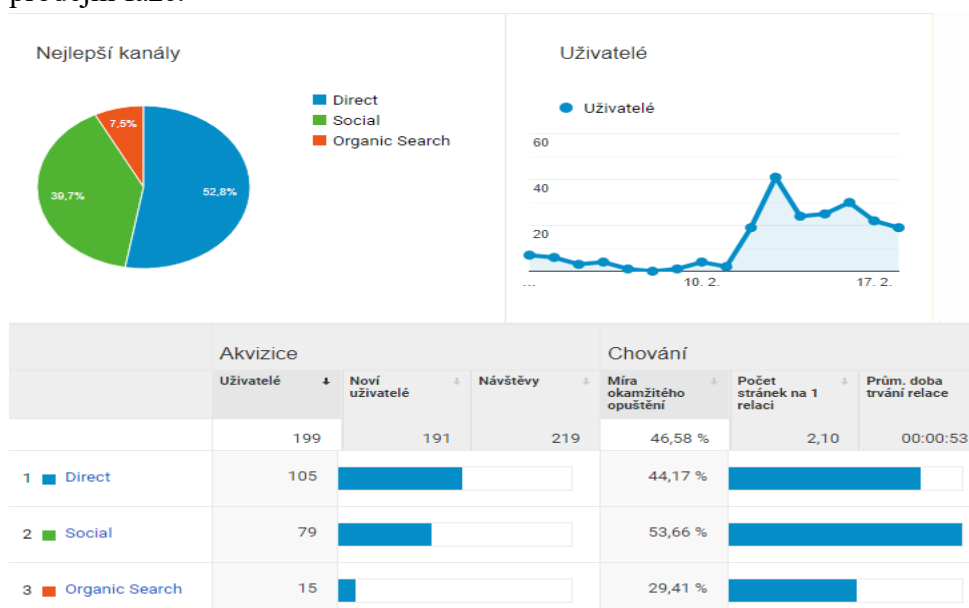 Nejlepší kanály
Direct
Social
Organic Search
7,5%
39,7%
52,8%
Uživatelé
Uživatelé
60
40
20
...
10. 2.
17. 2.
Akvizice
Chování
Uživatelé
Noví uživatelé
Návštěvy
Míra okamžitého opuštění
Počet stránek na 1 relaci
Prům. doba trvání relace
199 191 219 46,58 % 2,10 00:00:53
1 Direct 105 44,17 %
2 Social 79 53,66 %
3 Organic Search 15 29,41 %